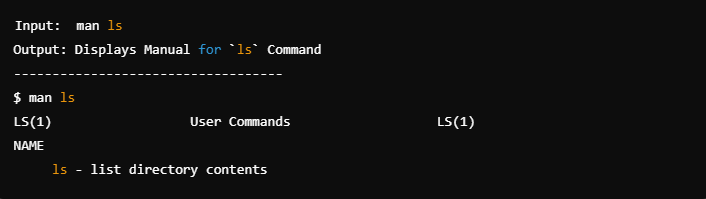 Input:  man ls
Output: Displays Manual for `ls` Command
-----------------------------------
$ man ls
LS(1)                  User Commands                   LS(1)
NAME
     ls - list directory contents